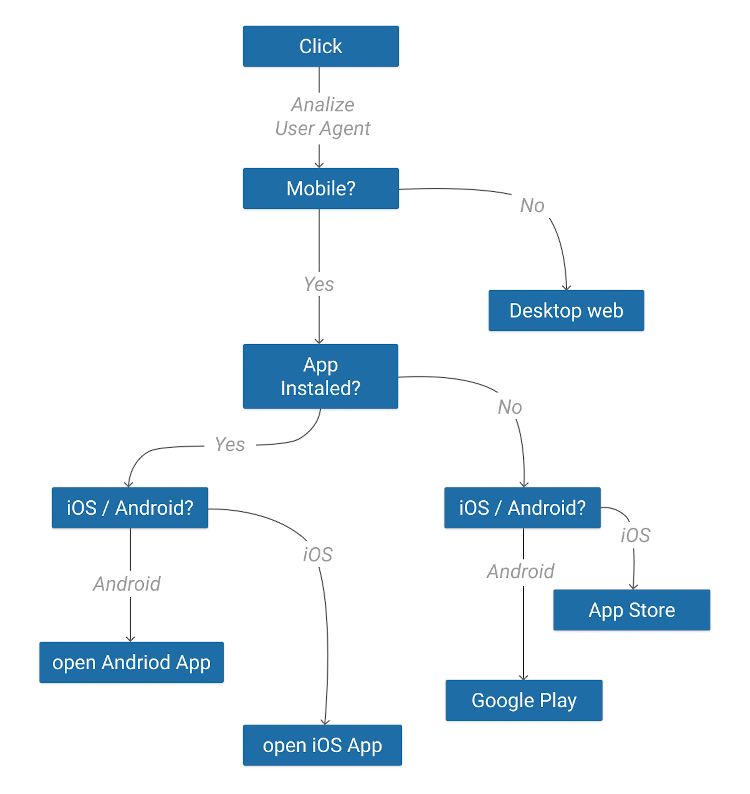 Click
Analize
User Agent
Mobile?
No
Yes
Desktop web
App
Instaled?
No
Yes
iOS / Android?
iOS / Android?
iOS
iOS
Android
Android
App Store
open Andriod App
Google Play
open iOS App